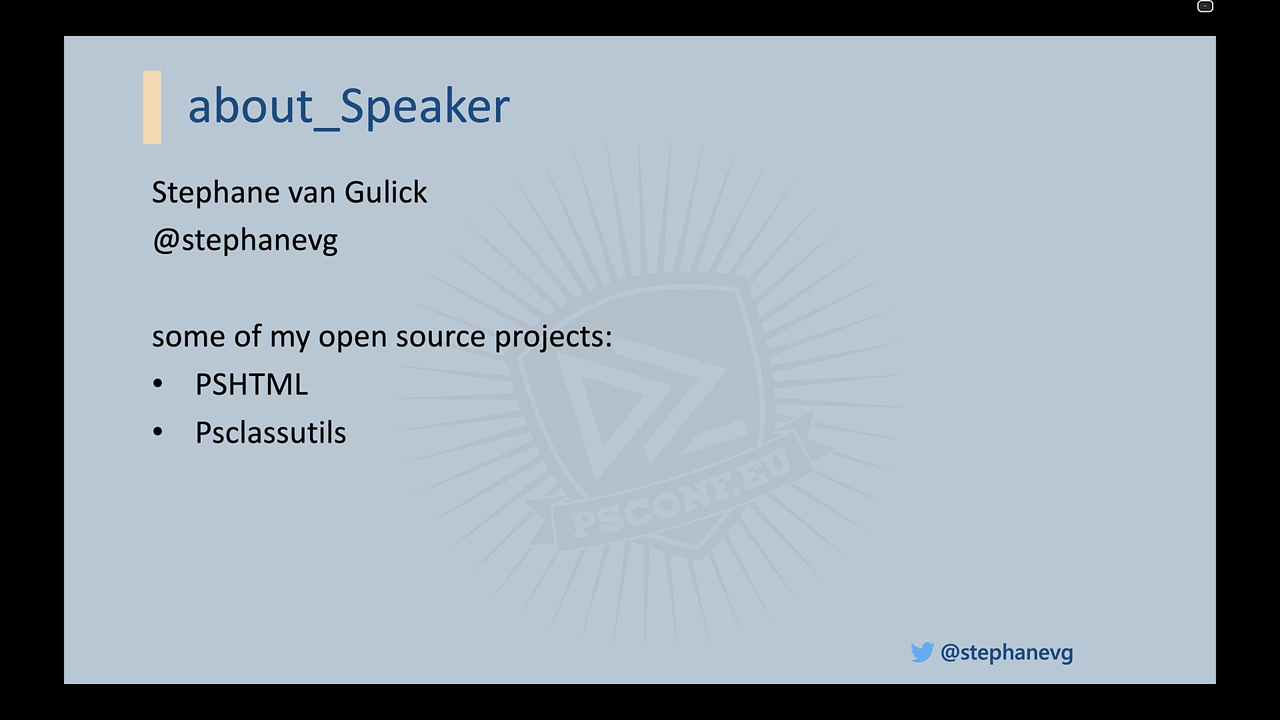 about_Speaker
Stephane van Gulick
@stephanevg
some of my open source projects:
• PSHTML
• Psclassutils
PSCONF.EU
@stephanevg